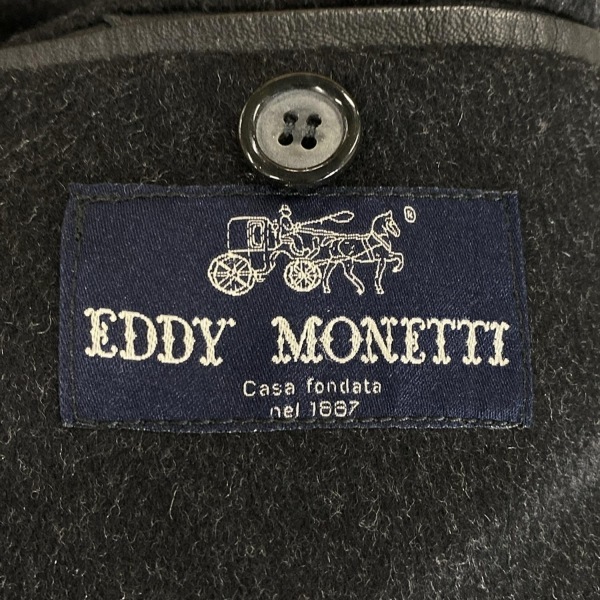 ®
EDDY MONETTI
Casa fondata
nel 1887